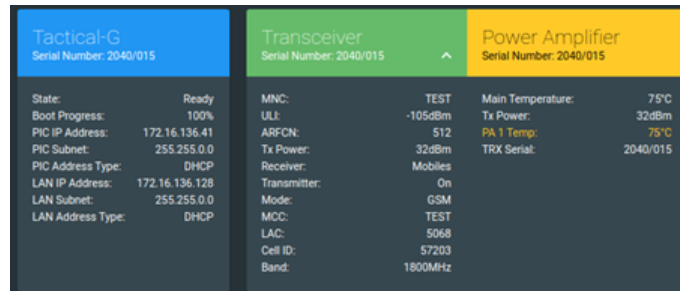 Tactical-G
Serial Number: 2040/015
State: Ready
Boot Progress: 100%
PIC IP Address: 172.16.136.41
PIC Subnet: 255.255.0.0
PIC Address Type: DHCP
LAN IP Address: 172.16.136.128
LAN Subnet: 255.255.0.0
LAN Address Type: DHCP
Transceiver
Serial Number: 2040/015
MNC: TEST
ULI: -105dBm
ARFCN: 512
Tx Power: 32dBm
Receiver: Mobiles
Transmitter: On
Mode: GSM
MCC: TEST
LAC: 5068
Cell ID: 57203
Band: 1800MHz
Power Amplifier
Serial Number: 2040/015
Main Temperature: 75°C
Tx Power: 32dBm
PA 1 Temp: 75°C
TRX Serial: 2040/015